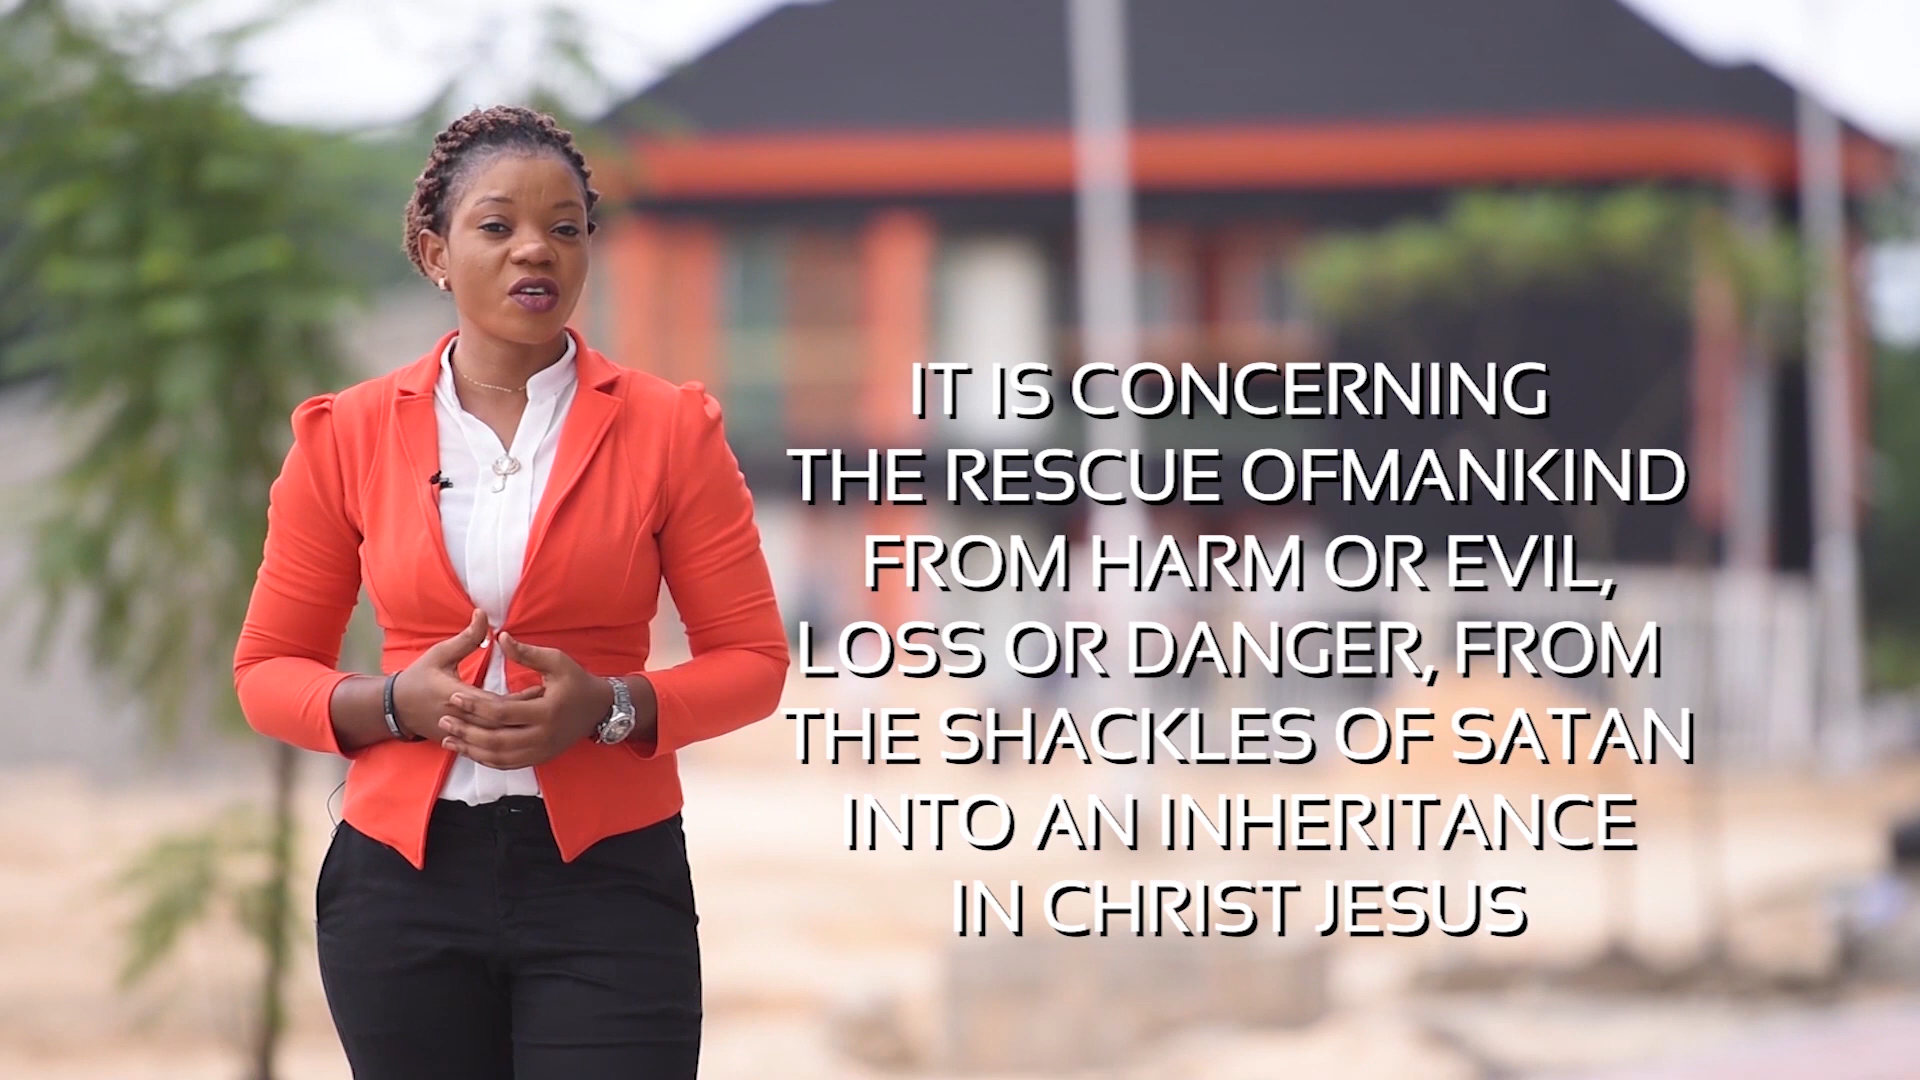 IT IS CONCERNING
THE RESCUE OFMANKIND
FROM HARM OR EVIL,
LOSS OR DANGER, FROM
THE SHACKLES OF SATAN
INTO AN INHERITANCE
IN CHRIST JESUS